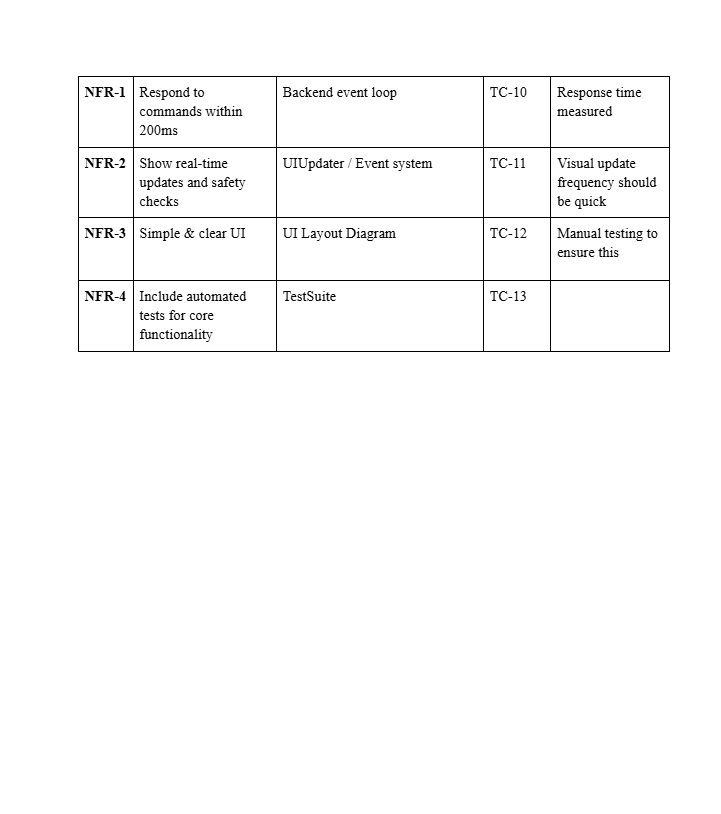 NFR-1 Respond to Backend event loop TC-10 Response time
commands within measured
200ms
NFR-2 Show real-time UIUpdater / Event system TC-11 Visual update
updates and safety frequency should
checks be quick
NFR-3 Simple & clear UI UI Layout Diagram TC-12 Manual testing to
ensure this
NFR-4 Include automated TestSuite TC-13
tests for core
functionality